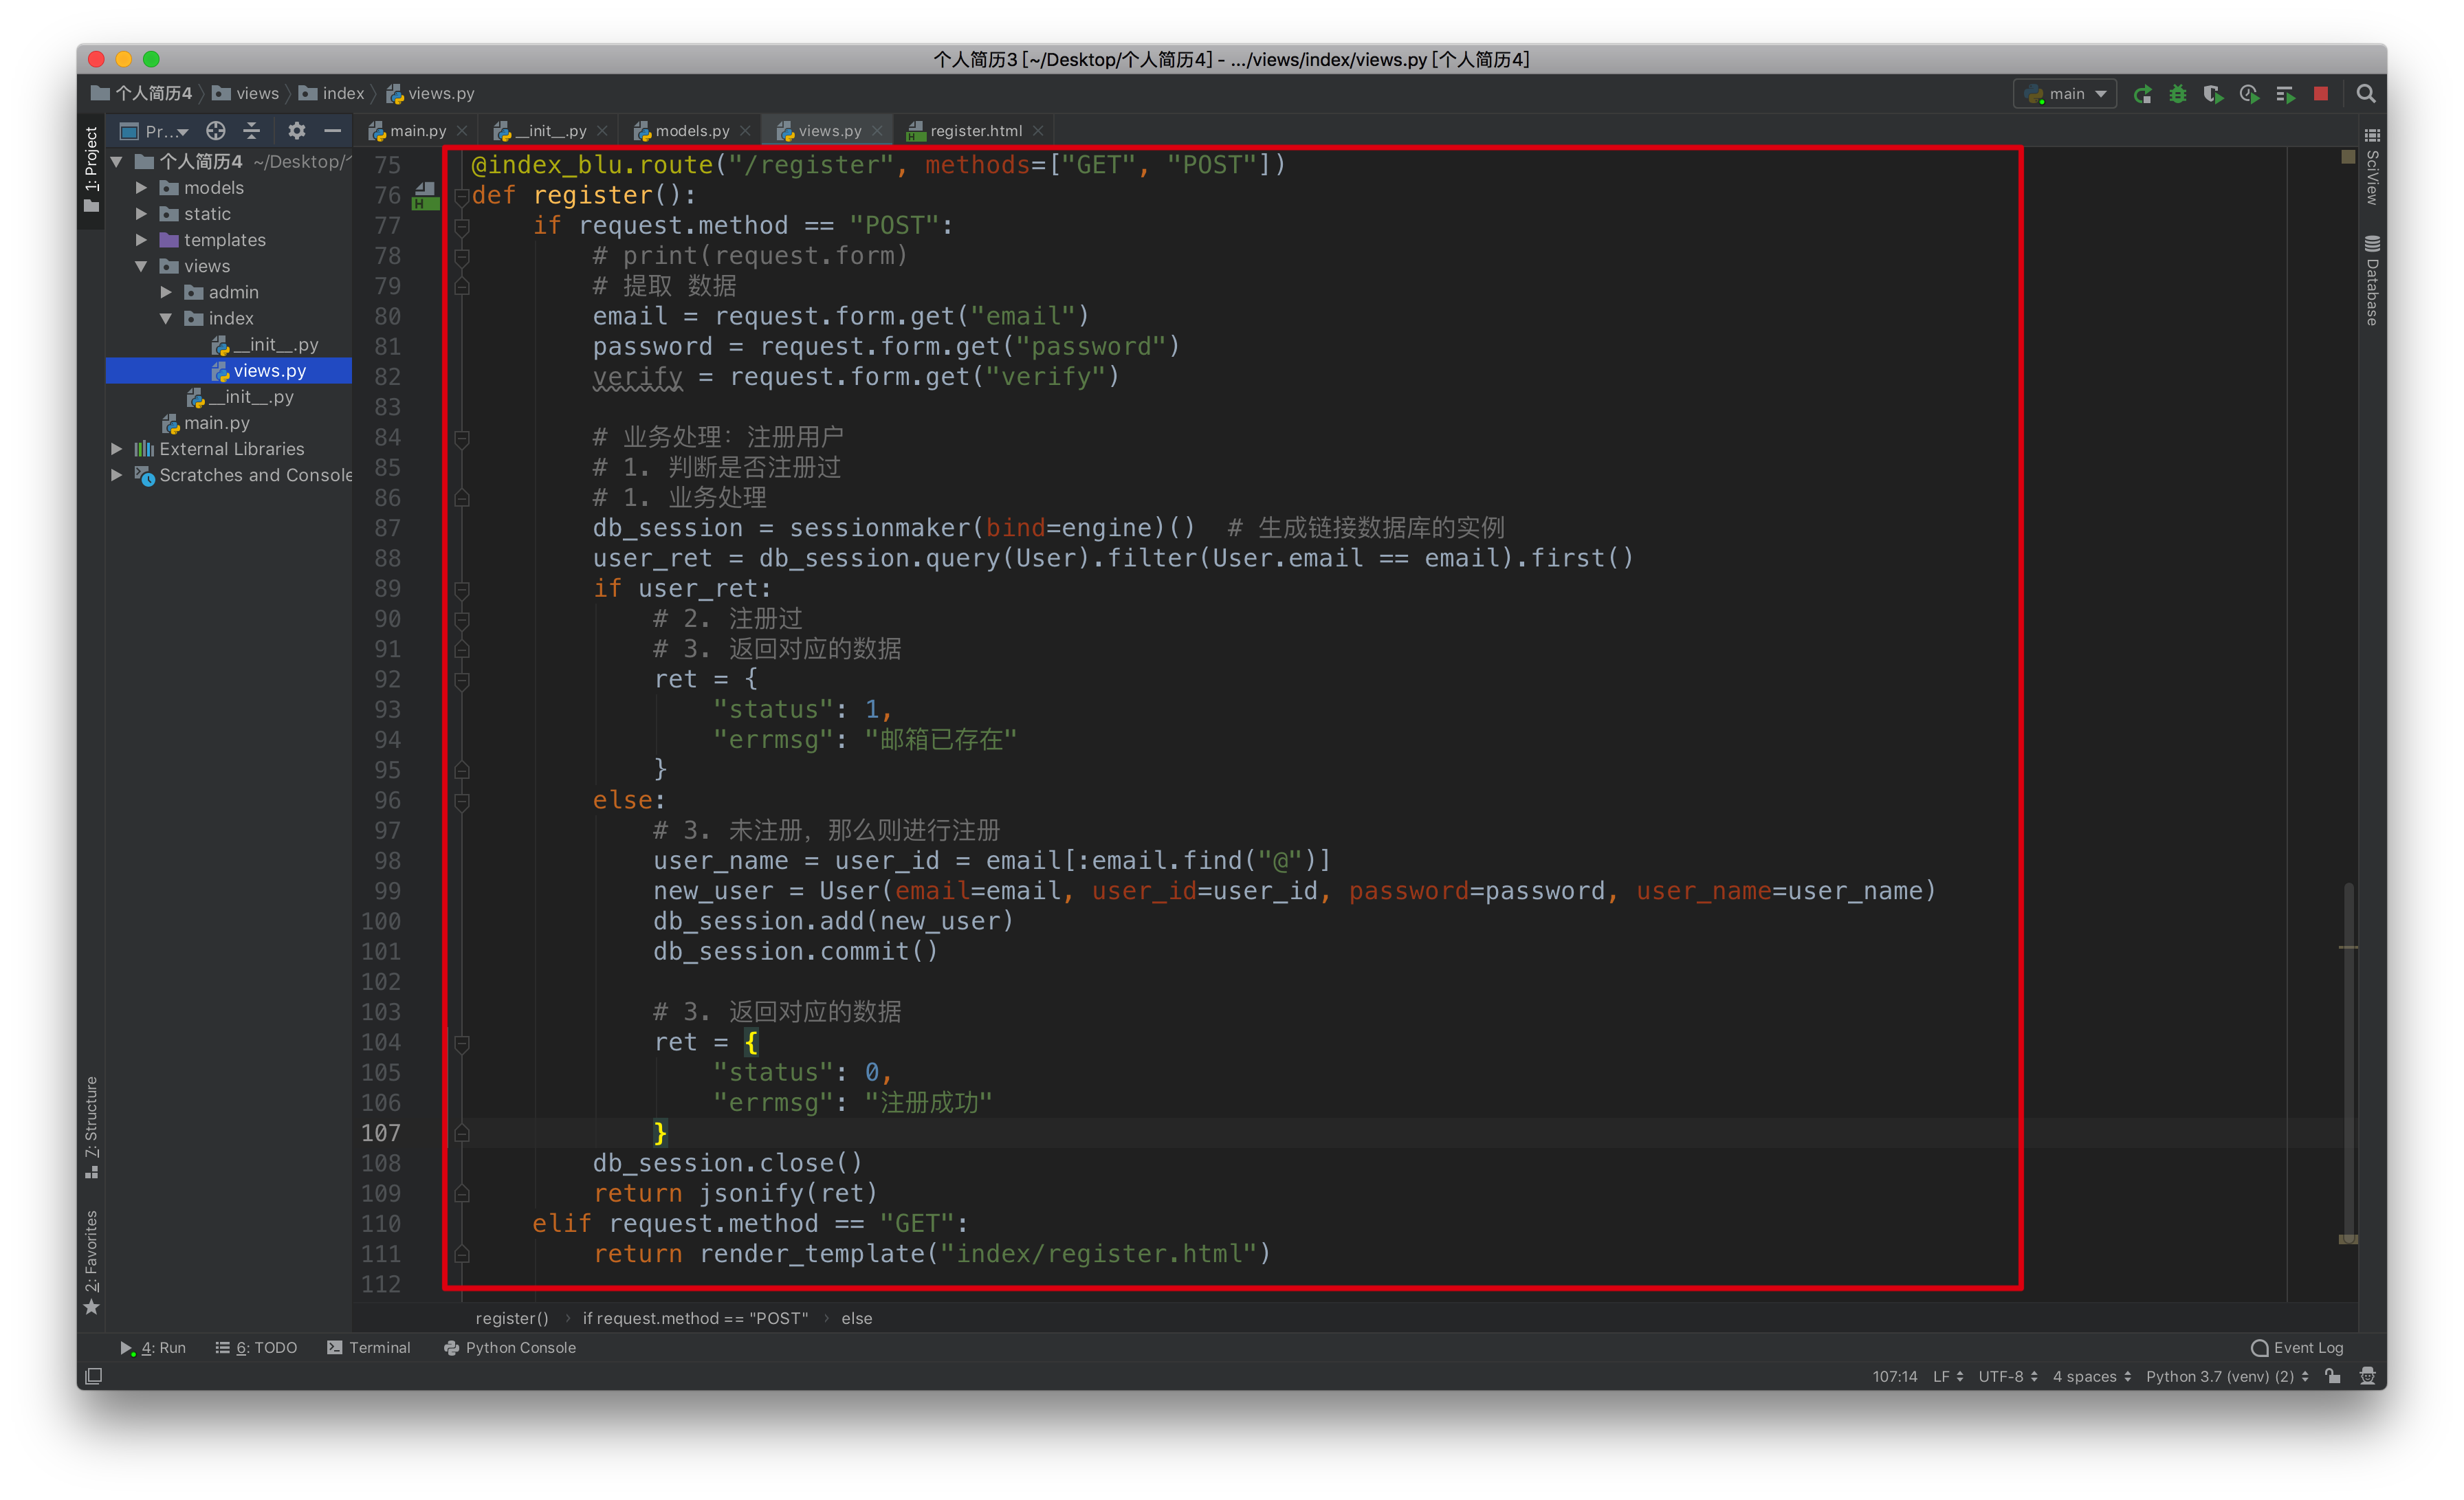 个人简历3 [~/Desktop/个人简历4] - .../views/index/views.py [个人简历4]
个人简历4 views index views.py
main
Pr...
main.py __init__.py models.py views.py register.html
1: Project
个人简历4 ~/Desktop/
models
static
templates
views
admin
index
__init__.py
views.py
__init__.py
main.py
External Libraries
Scratches and Console
7: Structure
2: Favorites
75 @index_blu.route("/register", methods=["GET", "POST"])
76 def register():
77 if request.method == "POST":
78 # print(request.form)
79 # 提取 数据
80 email = request.form.get("email")
81 password = request.form.get("password")
82 verify = request.form.get("verify")
83
84 # 业务处理：注册用户
85 # 1. 判断是否注册过
86 # 1. 业务处理
87 db_session = sessionmaker(bind=engine)() # 生成链接数据库的实例
88 user_ret = db_session.query(User).filter(User.email == email).first()
89 if user_ret:
90 # 2. 注册过
91 # 3. 返回对应的数据
92 ret = {
93 "status": 1,
94 "errmsg": "邮箱已存在"
95 }
96 else:
97 # 3. 未注册，那么则进行注册
98 user_name = user_id = email[:email.find("@")]
99 new_user = User(email=email, user_id=user_id, password=password, user_name=user_name)
100 db_session.add(new_user)
101 db_session.commit()
102
103 # 3. 返回对应的数据
104 ret = {
105 "status": 0,
106 "errmsg": "注册成功"
107 }
108 db_session.close()
109 return jsonify(ret)
110 elif request.method == "GET":
111 return render_template("index/register.html")
112
SciView
Database
register() › if request.method == "POST" › else
4: Run 6: TODO Terminal Python Console Event Log
107:14 LF UTF-8 4 spaces Python 3.7 (venv) (2)